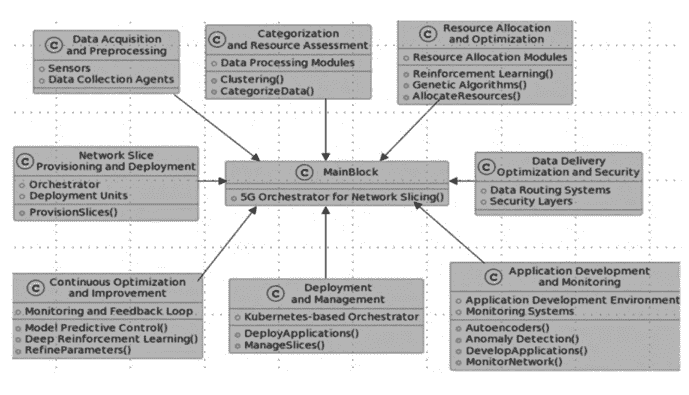 C Data Acquisition
and Preprocessing
Sensors
Data Collection Agents
C Categorization
and Resource Assessment
Data Processing Modules
Clustering()
CategorizeData()
C Resource Allocation
and Optimization
Resource Allocation Modules
Reinforcement Learning()
Genetic Algorithms()
AllocateResources()
C Network Slice
Provisioning and Deployment
Orchestrator
Deployment Units
ProvisionSlices()
C MainBlock
5G Orchestrator for Network Slicing()
C Data Delivery
Optimization and Security
Data Routing Systems
Security Layers
C Continuous Optimization
and Improvement
Monitoring and Feedback Loop
Model Predictive Control()
Deep Reinforcement Learning()
RefineParameters()
C Deployment
and Management
Kubernetes-based Orchestrator
DeployApplications()
ManageSlices()
C Application Development
and Monitoring
Application Development Environment
Monitoring Systems
Autoencoders()
Anomaly Detection()
DevelopApplications()
MonitorNetwork()